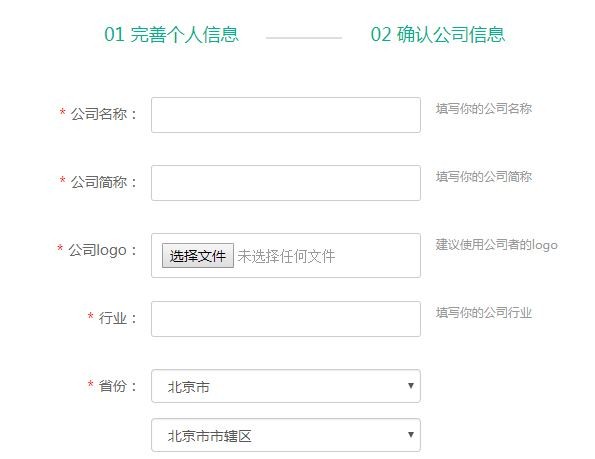 01 完善个人信息 02 确认公司信息
* 公司名称： 填写你的公司名称
* 公司简称： 填写你的公司简称
* 公司logo： 选择文件 未选择任何文件 建议使用公司者的logo
* 行业： 填写你的公司行业
* 省份： 北京市
北京市市辖区